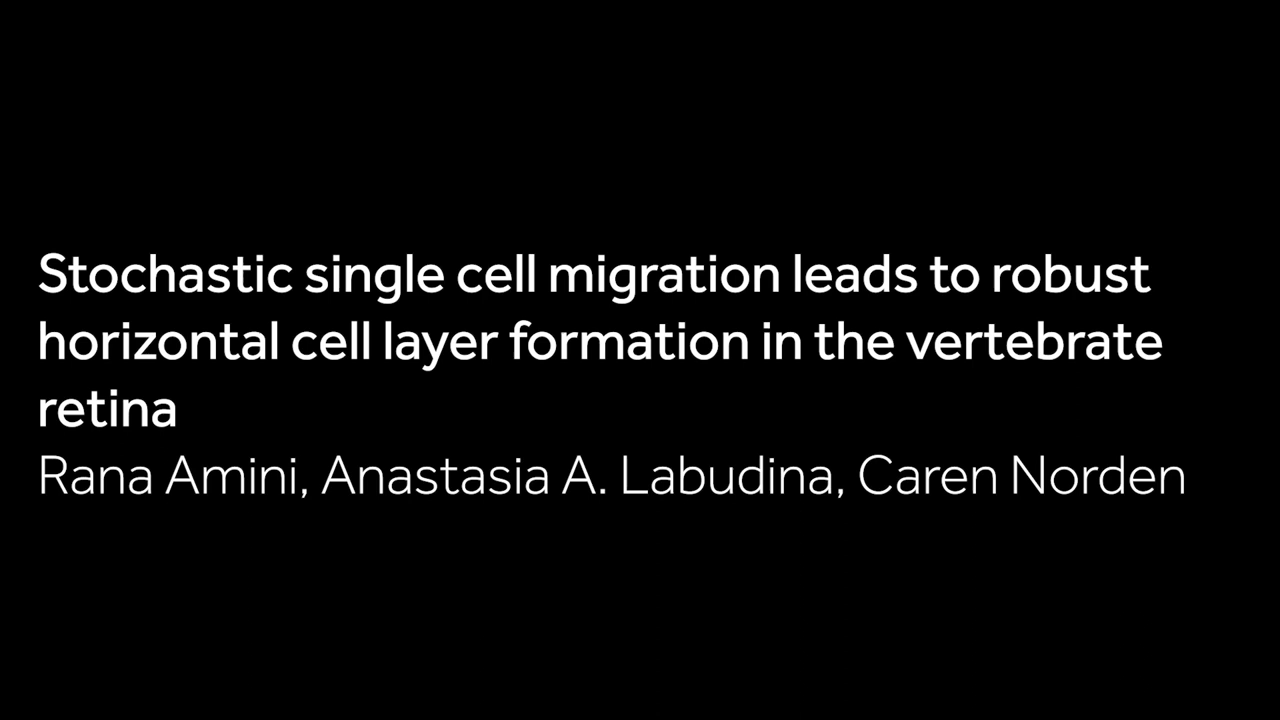 Stochastic single cell migration leads to robust
horizontal cell layer formation in the vertebrate
retina
Rana Amini, Anastasia A. Labudina, Caren Norden